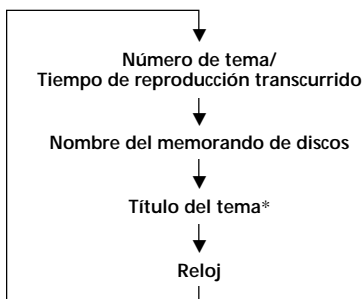 Número de tema/
Tiempo de reproducción transcurrido
Nombre del memorando de discos
Título del tema*
Reloj